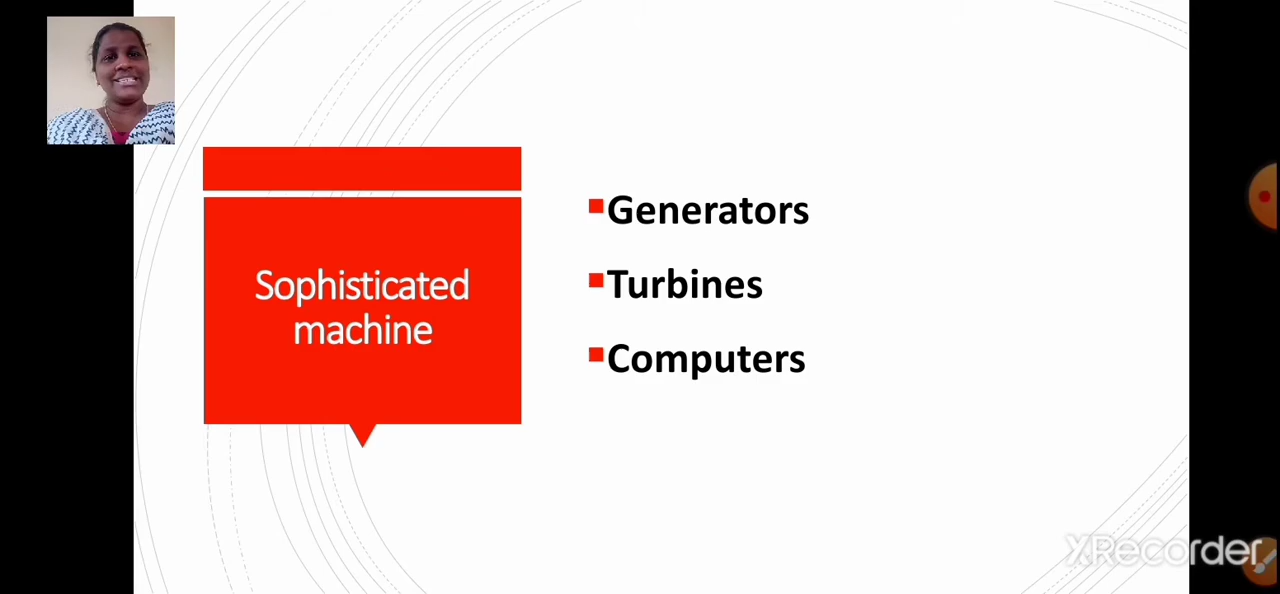 Sophisticated
machine
Generators
Turbines
Computers
XRecorder